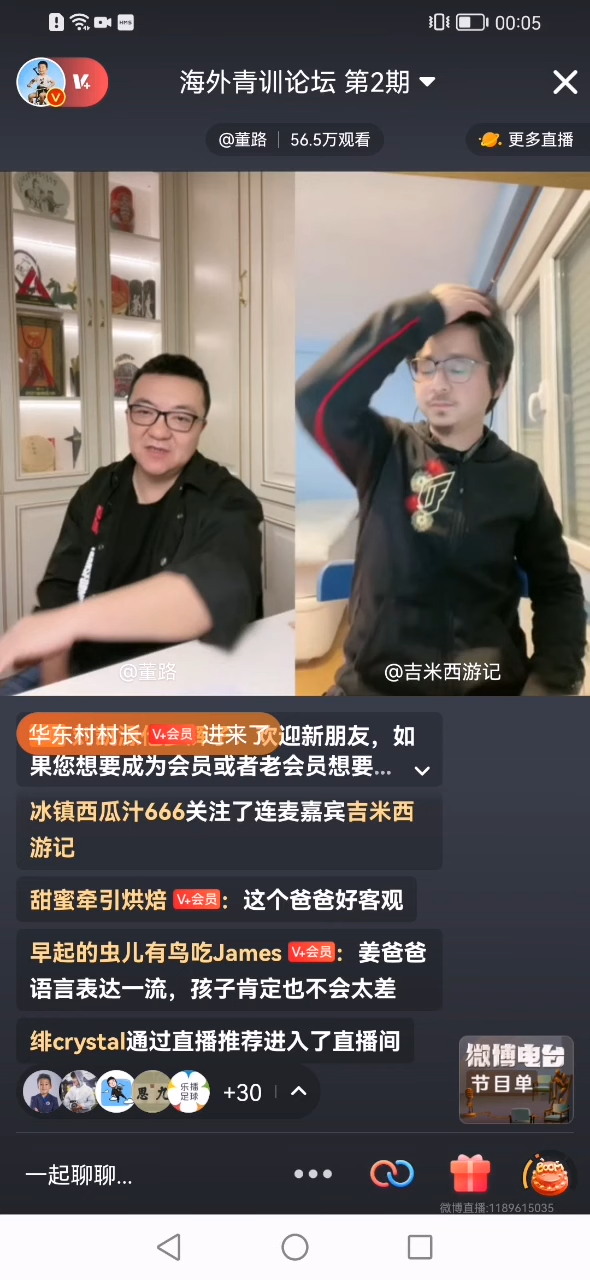 00:05
V+
海外青训论坛 第2期
@董路 56.5万观看
更多直播
@董路
@吉米西游记
华东村村长 V+会员 进来了
欢迎新朋友，如
果您想要成为会员或者老会员想要...
冰镇西瓜汁666关注了连麦嘉宾吉米西
游记
甜蜜牵引烘焙 V+会员：这个爸爸好客观
早起的虫儿有鸟吃James V+会员：姜爸爸
语言表达一流，孩子肯定也不会太差
绯crystal通过直播推荐进入了直播间
微博电台
节目单
乐播
足球
+30
一起聊聊...
微博直播:1189615035